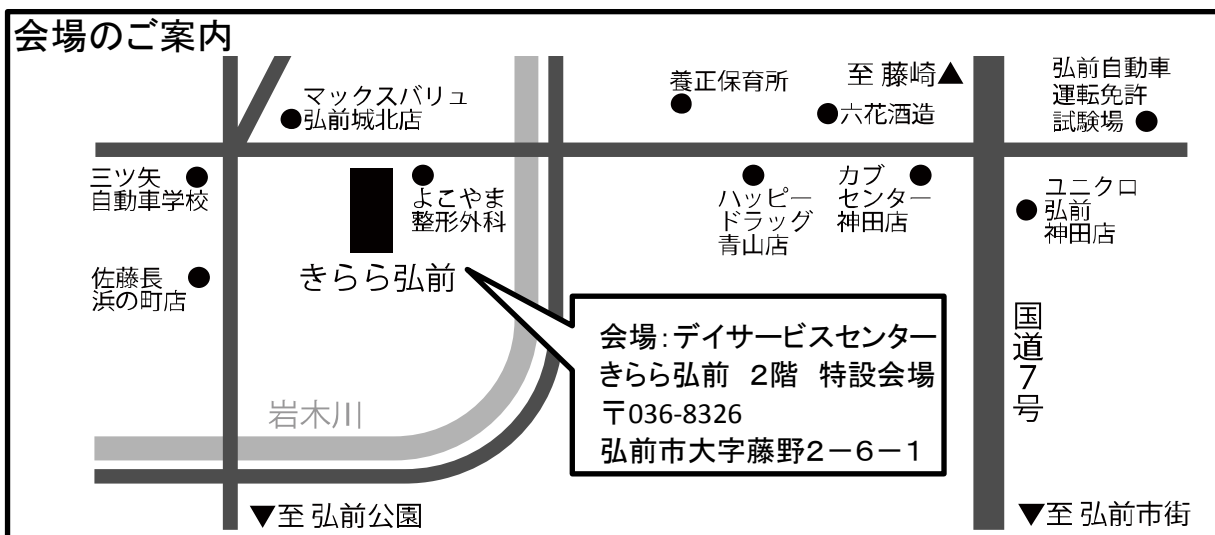 会場のご案内
マックスバリュ
弘前城北店
養正保育所
至 藤崎▲
六花酒造
弘前自動車
運転免許
試験場
三ツ矢
自動車学校
よこやま
整形外科
ハッピー
ドラッグ
青山店
カブ
センター
神田店
ユニクロ
弘前
神田店
佐藤長
浜の町店
きらら弘前
会場:デイサービスセンター
きらら弘前 2階 特設会場
〒036-8326
弘前市大字藤野2-6-1
国道7号
岩木川
▼至 弘前公園
▼至 弘前市街